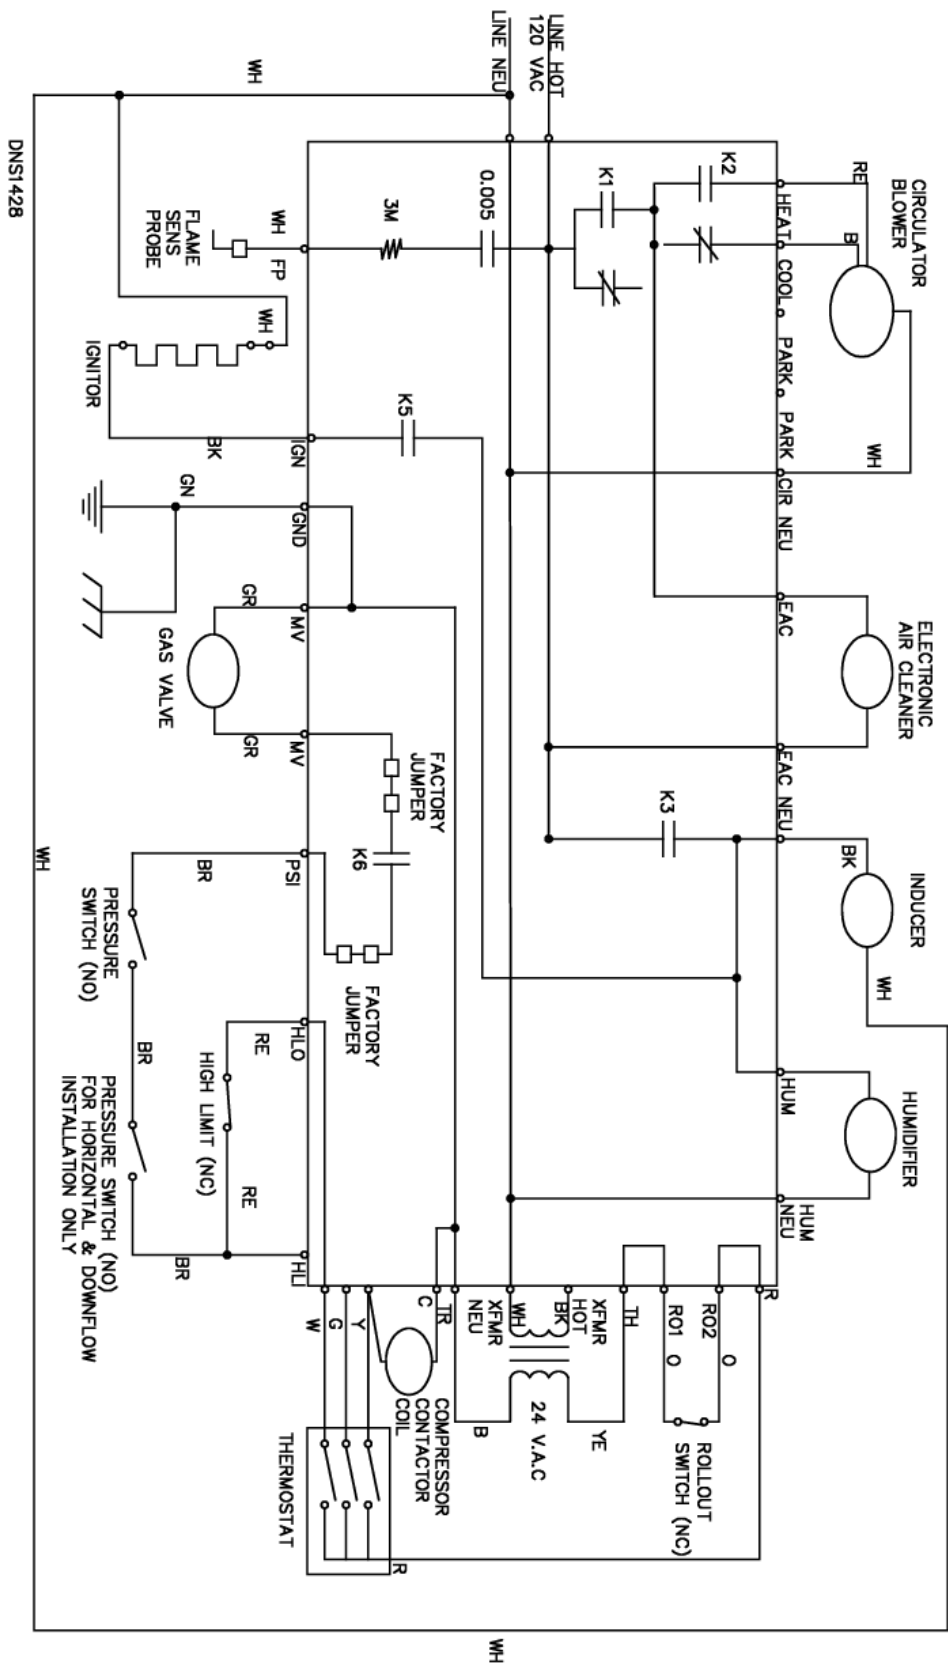 CIRCULATOR
BLOWER
ELECTRONIC
AIR CLEANER
INDUCER
HUMIDIFIER
RE
B
WH
BK
WH
HEAT
COOL
PARK
PARK
CIR NEU
EAC
EAC NEU
HUM
HUM
NEU
R
K2
K1
K3
RO2
O
RO1
O
ROLLOUT
SWITCH (NC)
TH
YE
XFMR
HOT
BK
24 V.A.C
WH
XFMR
NEU
B
TR
C
COMPRESSOR
CONTACTOR
COIL
Y
G
W
R
THERMOSTAT
LINE HOT
120 VAC
LINE NEU
0.005
3M
K5
FACTORY
JUMPER
K6
FACTORY
JUMPER
FP
IGN
GND
MV
MV
PSI
HLO
HLI
WH
WH
FLAME
SENS
PROBE
WH
BK
IGNITOR
GN
GR
GR
GAS VALVE
BR
RE
RE
HIGH LIMIT (NC)
BR
BR
PRESSURE
SWITCH (NO)
PRESSURE SWITCH (NO)
FOR HORIZONTAL & DOWNFLOW
INSTALLATION ONLY
WH
WH
DNS1428